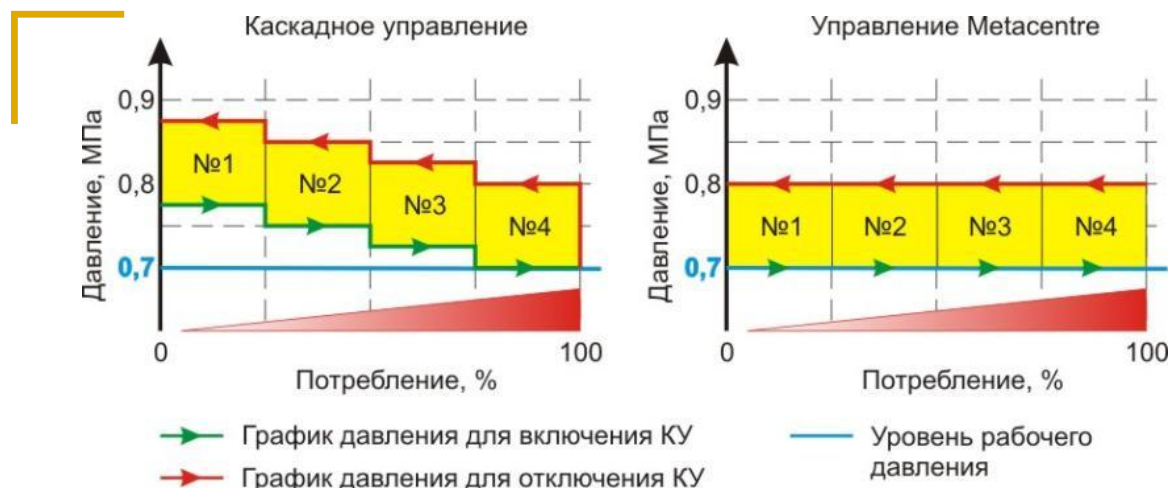 Каскадное управление
Давление, МПа
0,9
0,8
0,7
№1
№2
№3
№4
0
100
Потребление, %
Управление Metacentre
Давление, МПа
0,9
0,8
0,7
№1
№2
№3
№4
0
100
Потребление, %
График давления для включения КУ
График давления для отключения КУ
Уровень рабочего
давления